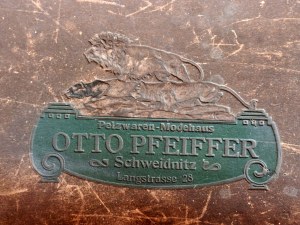 Pelzwaren-Modehaus
OTTO PFEIFFER
Schweidnitz
Langstrasse 28